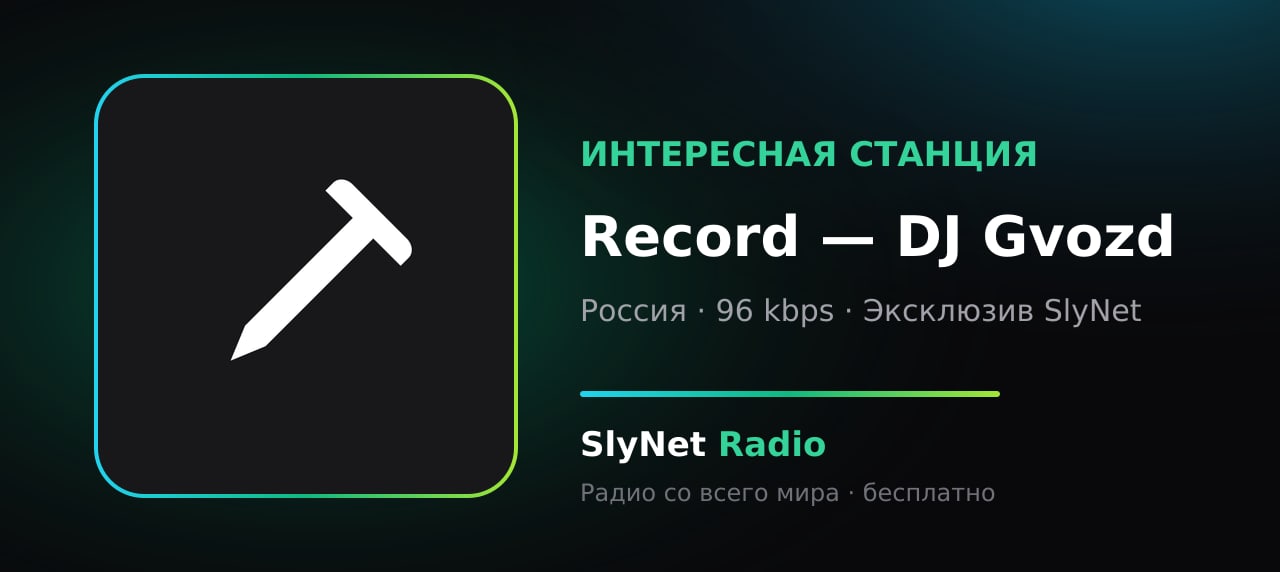 ИНТЕРЕСНАЯ СТАНЦИЯ
Record — DJ Gvozd
Россия · 96 kbps · Эксклюзив SlyNet
SlyNet Radio
Радио со всего мира · бесплатно